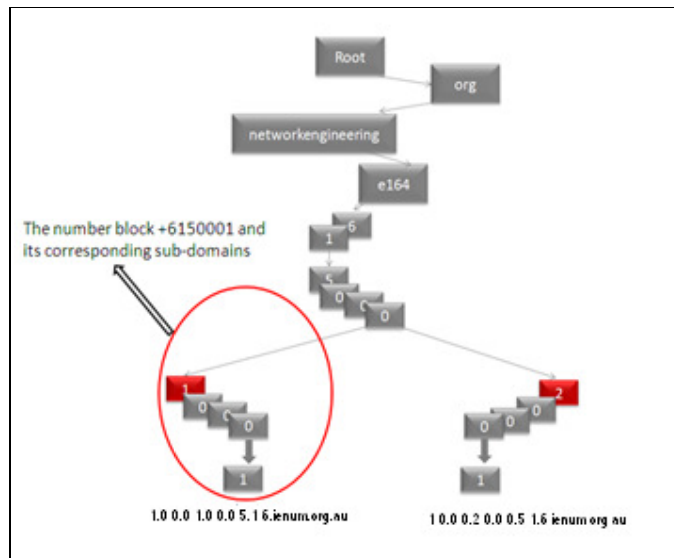 Root
org
networkengineering
e164
6
1
The number block +6150001 and
its corresponding sub-domains
5
0
0
0
1
0
0
0
1
2
0
0
0
1
1.0 0.0 1.0 0.0 5. 1 6.ienum.org.au
1 0.0 0.2 0.0 0.5 1.6 ienum org au